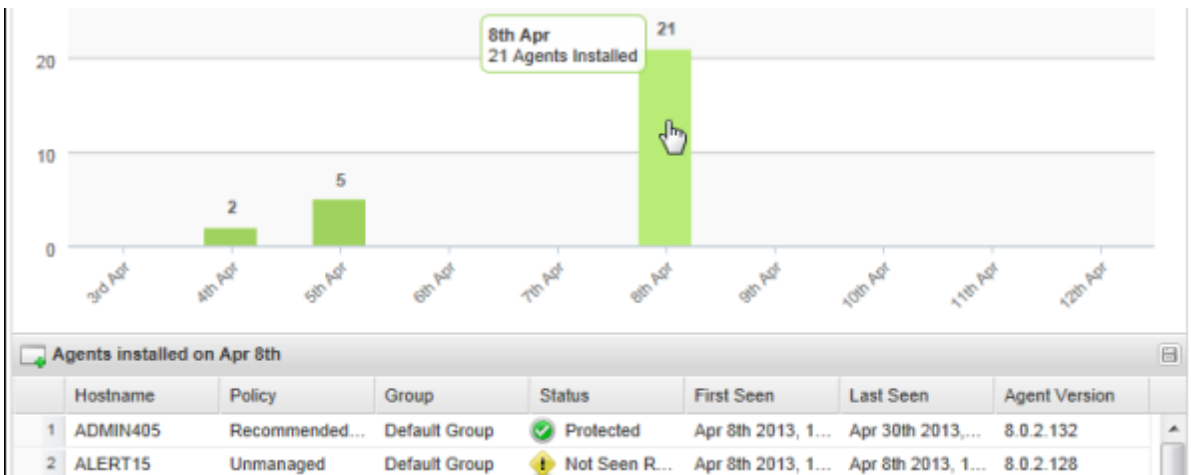 8th Apr
21 Agents Installed
21
20
10
5
2
0
3rd Apr
4th Apr
5th Apr
6th Apr
7th Apr
8th Apr
9th Apr
10th Apr
11th Apr
12th Apr
Agents installed on Apr 8th
Hostname Policy Group Status First Seen Last Seen Agent Version
1 ADMIN405 Recommended... Default Group Protected Apr 8th 2013, 1... Apr 30th 2013,... 8.0.2.132
2 ALERT15 Unmanaged Default Group Not Seen R... Apr 8th 2013, 1... Apr 8th 2013, 1... 8.0.2.128